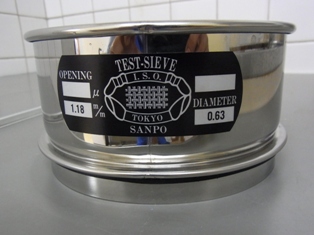 TEST-SIEVE
OPENING
I. S. O.
μ
1.18 m/m
DIAMETER
0.63
TOKYO
SANPO